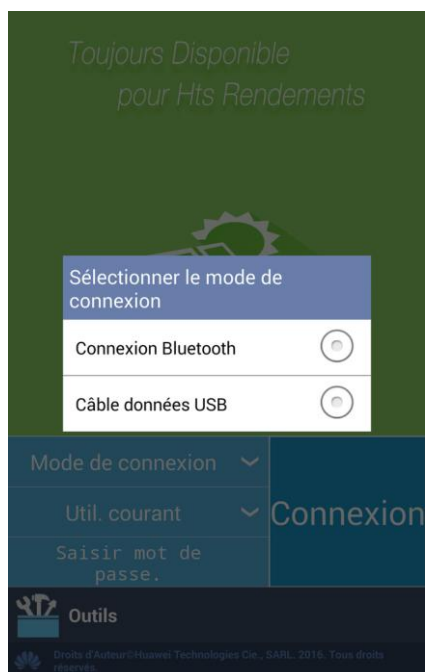 Toujours Disponible
pour Hts Rendements
Sélectionner le mode de
connexion
Connexion Bluetooth
Câble données USB
Mode de connexion
Util. courant
Connexion
Saisir mot de
passe.
Outils
Droits d'Auteur©Huawei Technologies Cie., SARL. 2016. Tous droits
réservés.